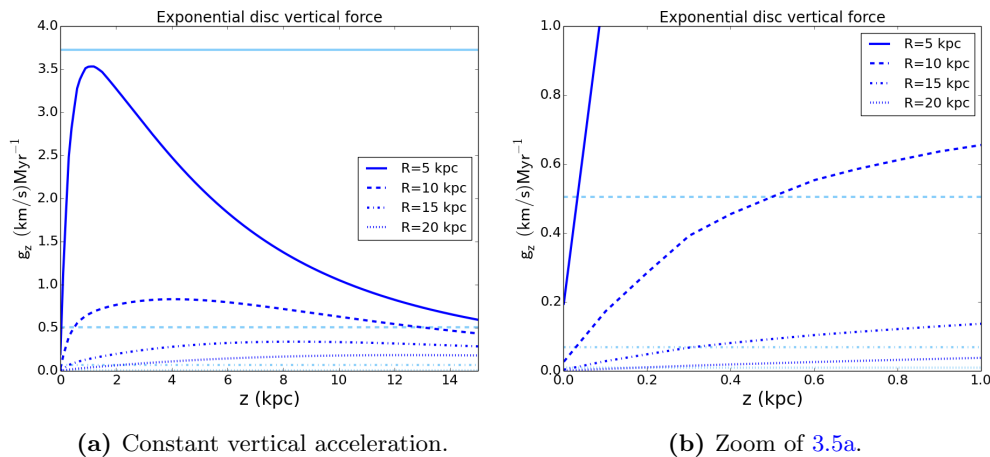 Exponential disc vertical force
g_z (km/s)Myr^−1
4.0
3.5
3.0
2.5
2.0
1.5
1.0
0.5
0.0
0
2
4
6
8
10
12
14
z (kpc)
R=5 kpc
R=10 kpc
R=15 kpc
R=20 kpc
(a) Constant vertical acceleration.
Exponential disc vertical force
g_z (km/s)Myr^−1
1.0
0.8
0.6
0.4
0.2
0.0
0.0
0.2
0.4
0.6
0.8
1.0
z (kpc)
R=5 kpc
R=10 kpc
R=15 kpc
R=20 kpc
(b) Zoom of 3.5a.